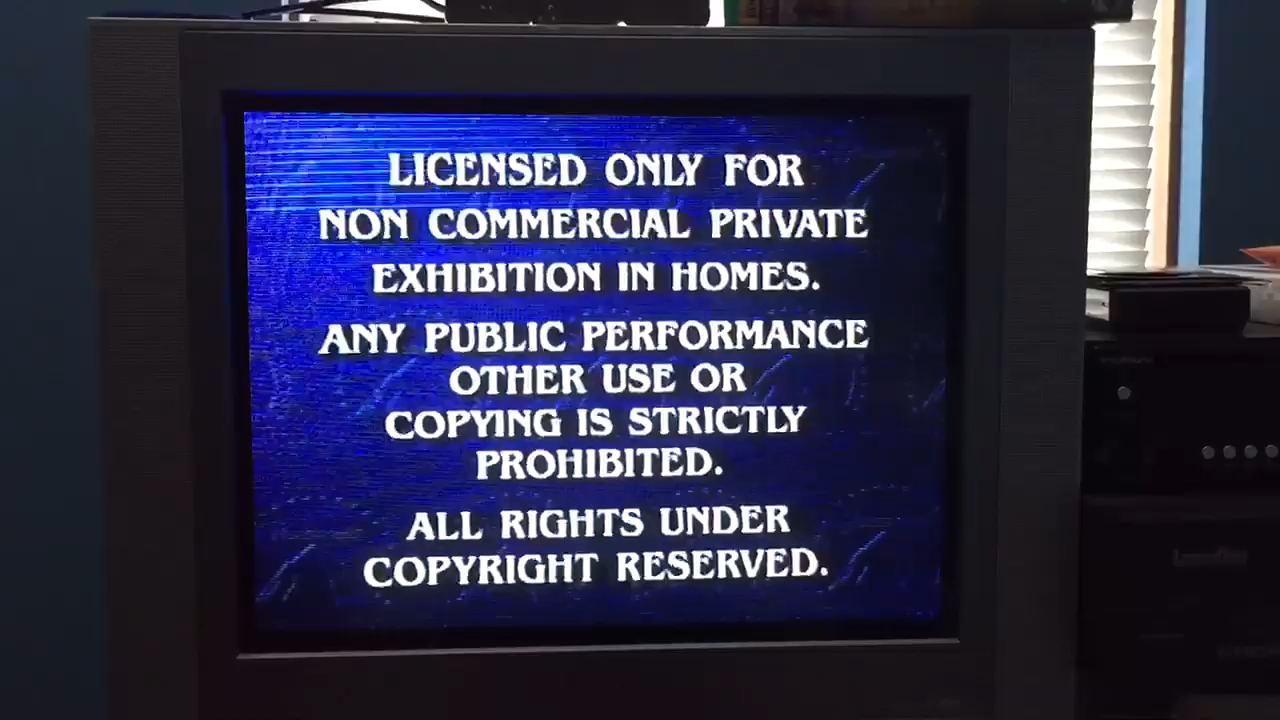 LICENSED ONLY FOR
NON COMMERCIAL PRIVATE
EXHIBITION IN HOMES.
ANY PUBLIC PERFORMANCE
OTHER USE OR
COPYING IS STRICTLY
PROHIBITED.
ALL RIGHTS UNDER
COPYRIGHT RESERVED.